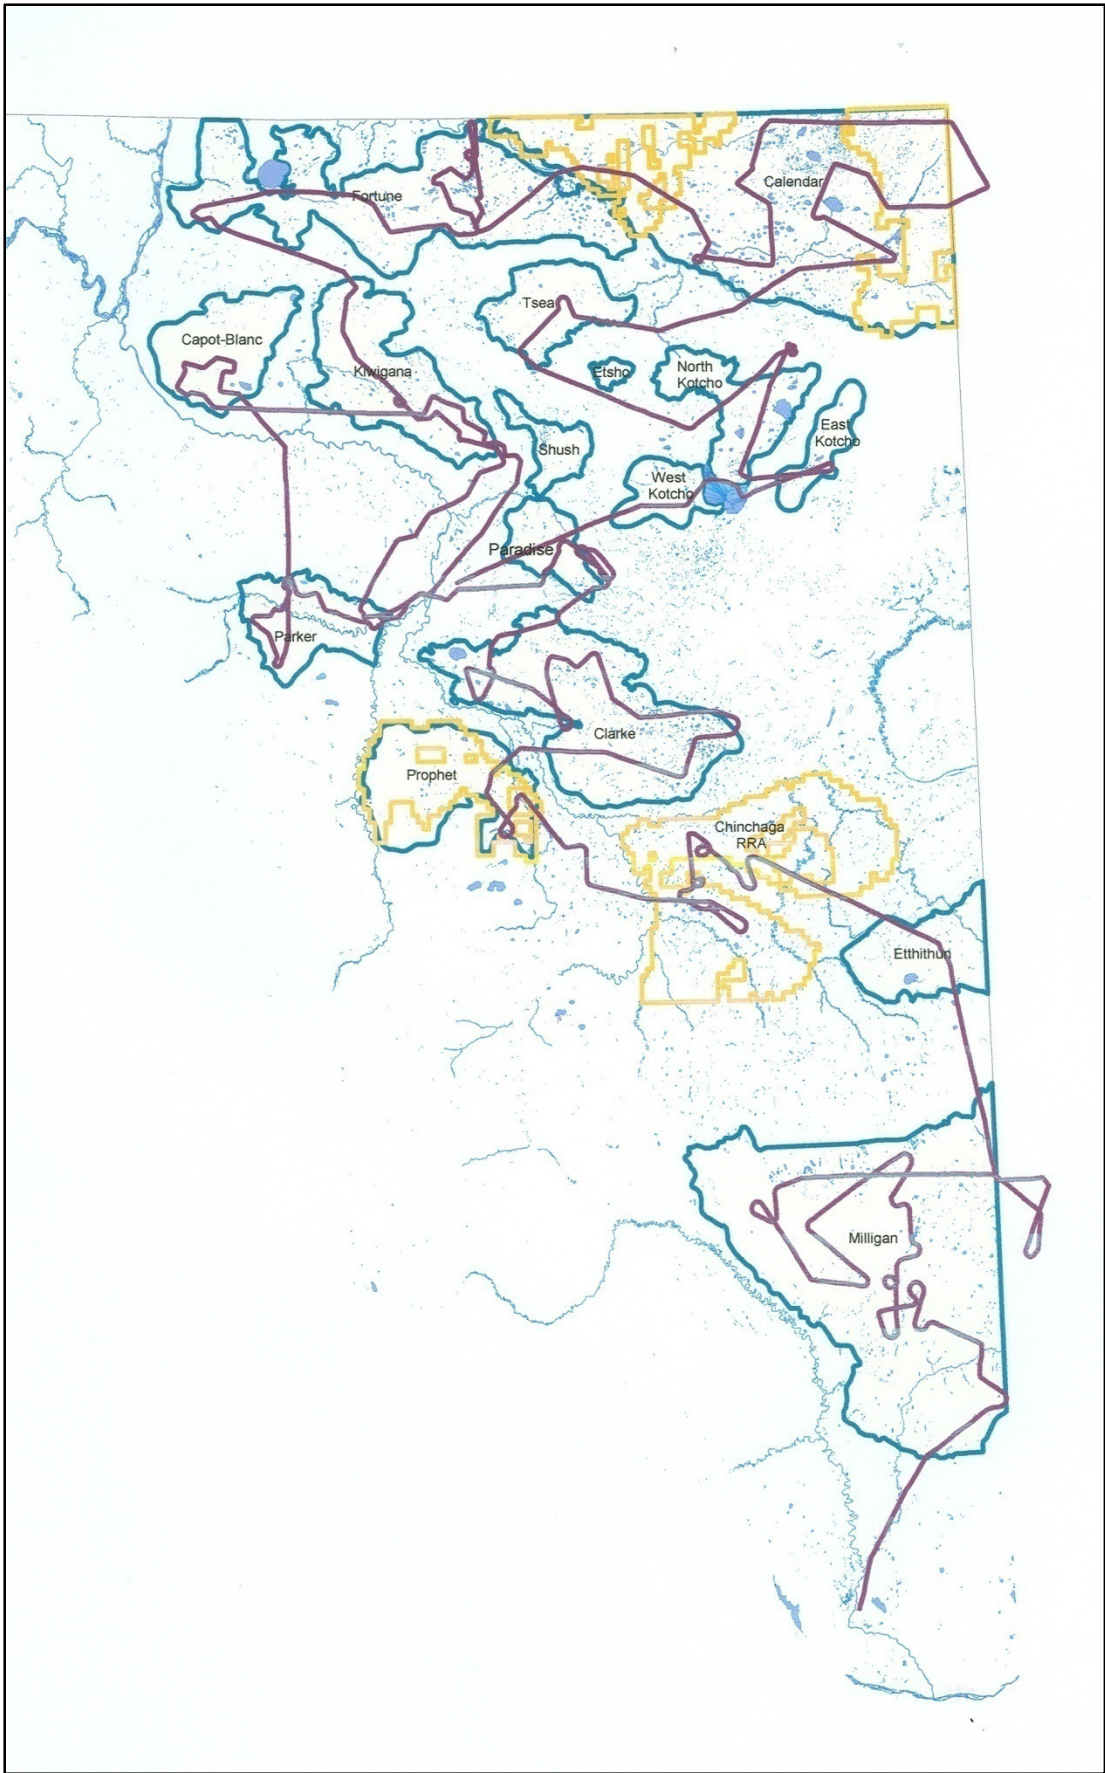 Calendar
Fortune
Tsea
Capot-Blanc
Kiwigana
Etsho
North
Kotcho
East
Kotcho
Shush
West
Kotcho
Paradise
Parker
Clarke
Prophet
Chinchaga
RRA
Etthithun
Milligan